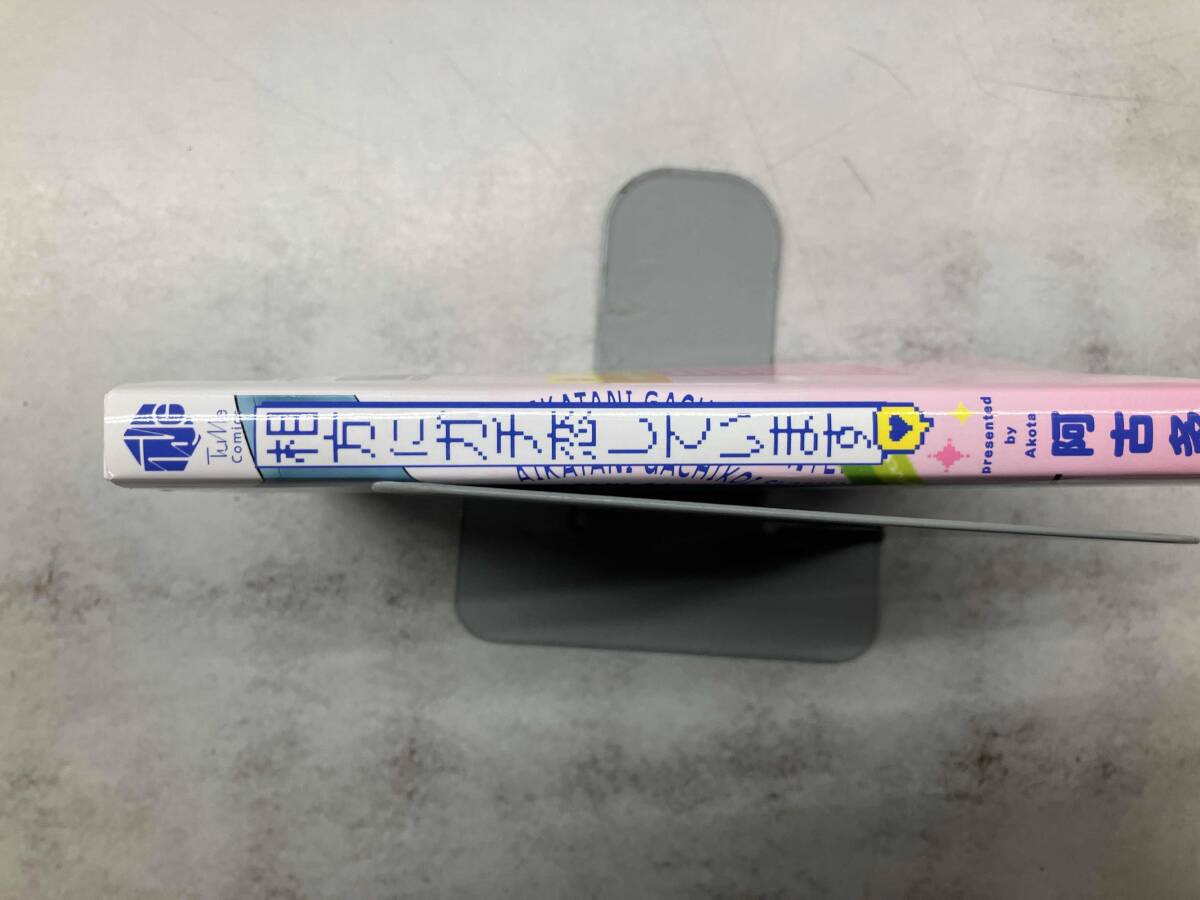 TuMe
Comics
相方にガチ恋しています
AIKATANI GACHIKOI
presented
by
Akota
阿古多